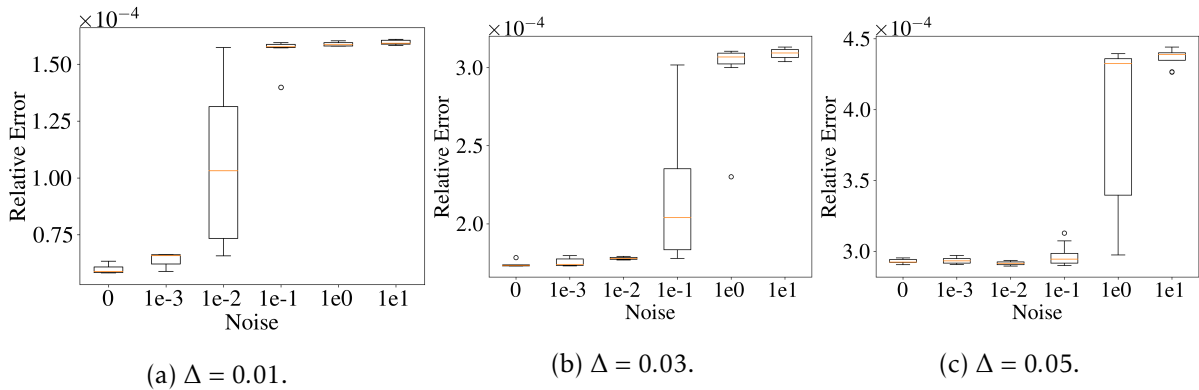 ×10⁻⁴
1.50
1.25
1.00
0.75
Relative Error
0 1e-3 1e-2 1e-1 1e0 1e1
Noise
(a) Δ = 0.01.
×10⁻⁴
3.0
2.5
2.0
Relative Error
0 1e-3 1e-2 1e-1 1e0 1e1
Noise
(b) Δ = 0.03.
×10⁻⁴
4.5
4.0
3.5
3.0
Relative Error
0 1e-3 1e-2 1e-1 1e0 1e1
Noise
(c) Δ = 0.05.